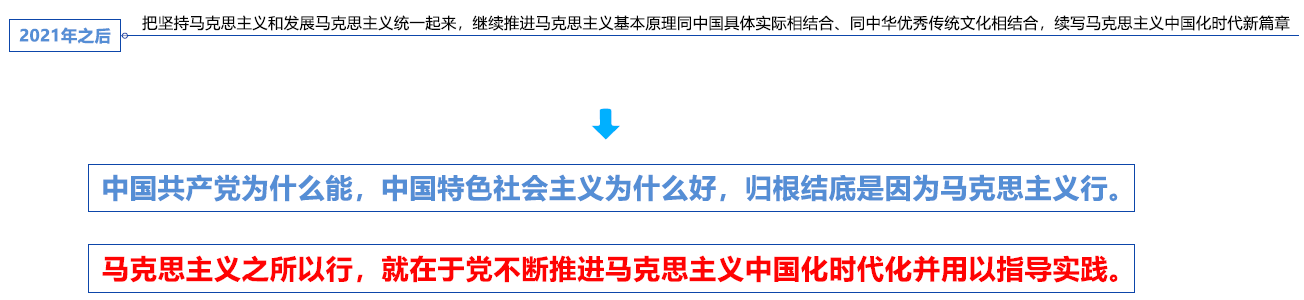 把坚持马克思主义和发展马克思主义统一起来，继续推进马克思主义基本原理同中国具体实际相结合、同中华优秀传统文化相结合，续写马克思主义中国化时代新篇章
2021年之后
中国共产党为什么能，中国特色社会主义为什么好，归根结底是因为马克思主义行。
马克思主义之所以行，就在于党不断推进马克思主义中国化时代化并用以指导实践。